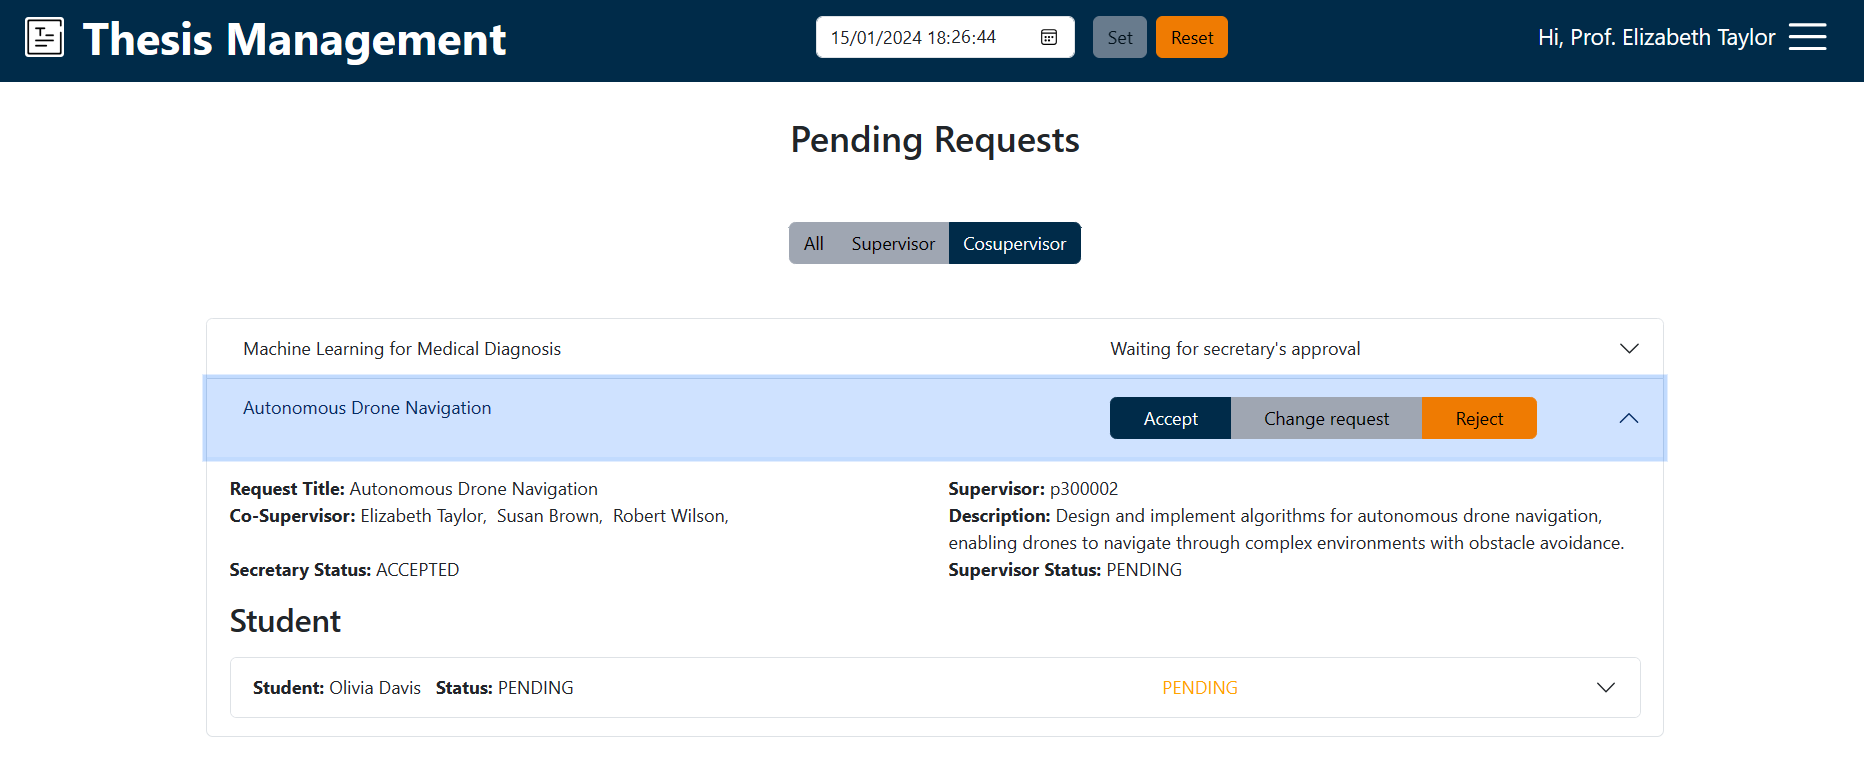 Thesis Management
15/01/2024 18:26:44
Set
Reset
Hi, Prof. Elizabeth Taylor
Pending Requests
All
Supervisor
Cosupervisor
Machine Learning for Medical Diagnosis
Waiting for secretary's approval
Autonomous Drone Navigation
Accept
Change request
Reject
Request Title: Autonomous Drone Navigation
Supervisor: p300002
Co-Supervisor: Elizabeth Taylor, Susan Brown, Robert Wilson,
Description: Design and implement algorithms for autonomous drone navigation,
enabling drones to navigate through complex environments with obstacle avoidance.
Secretary Status: ACCEPTED
Supervisor Status: PENDING
Student
Student: Olivia Davis Status: PENDING
PENDING